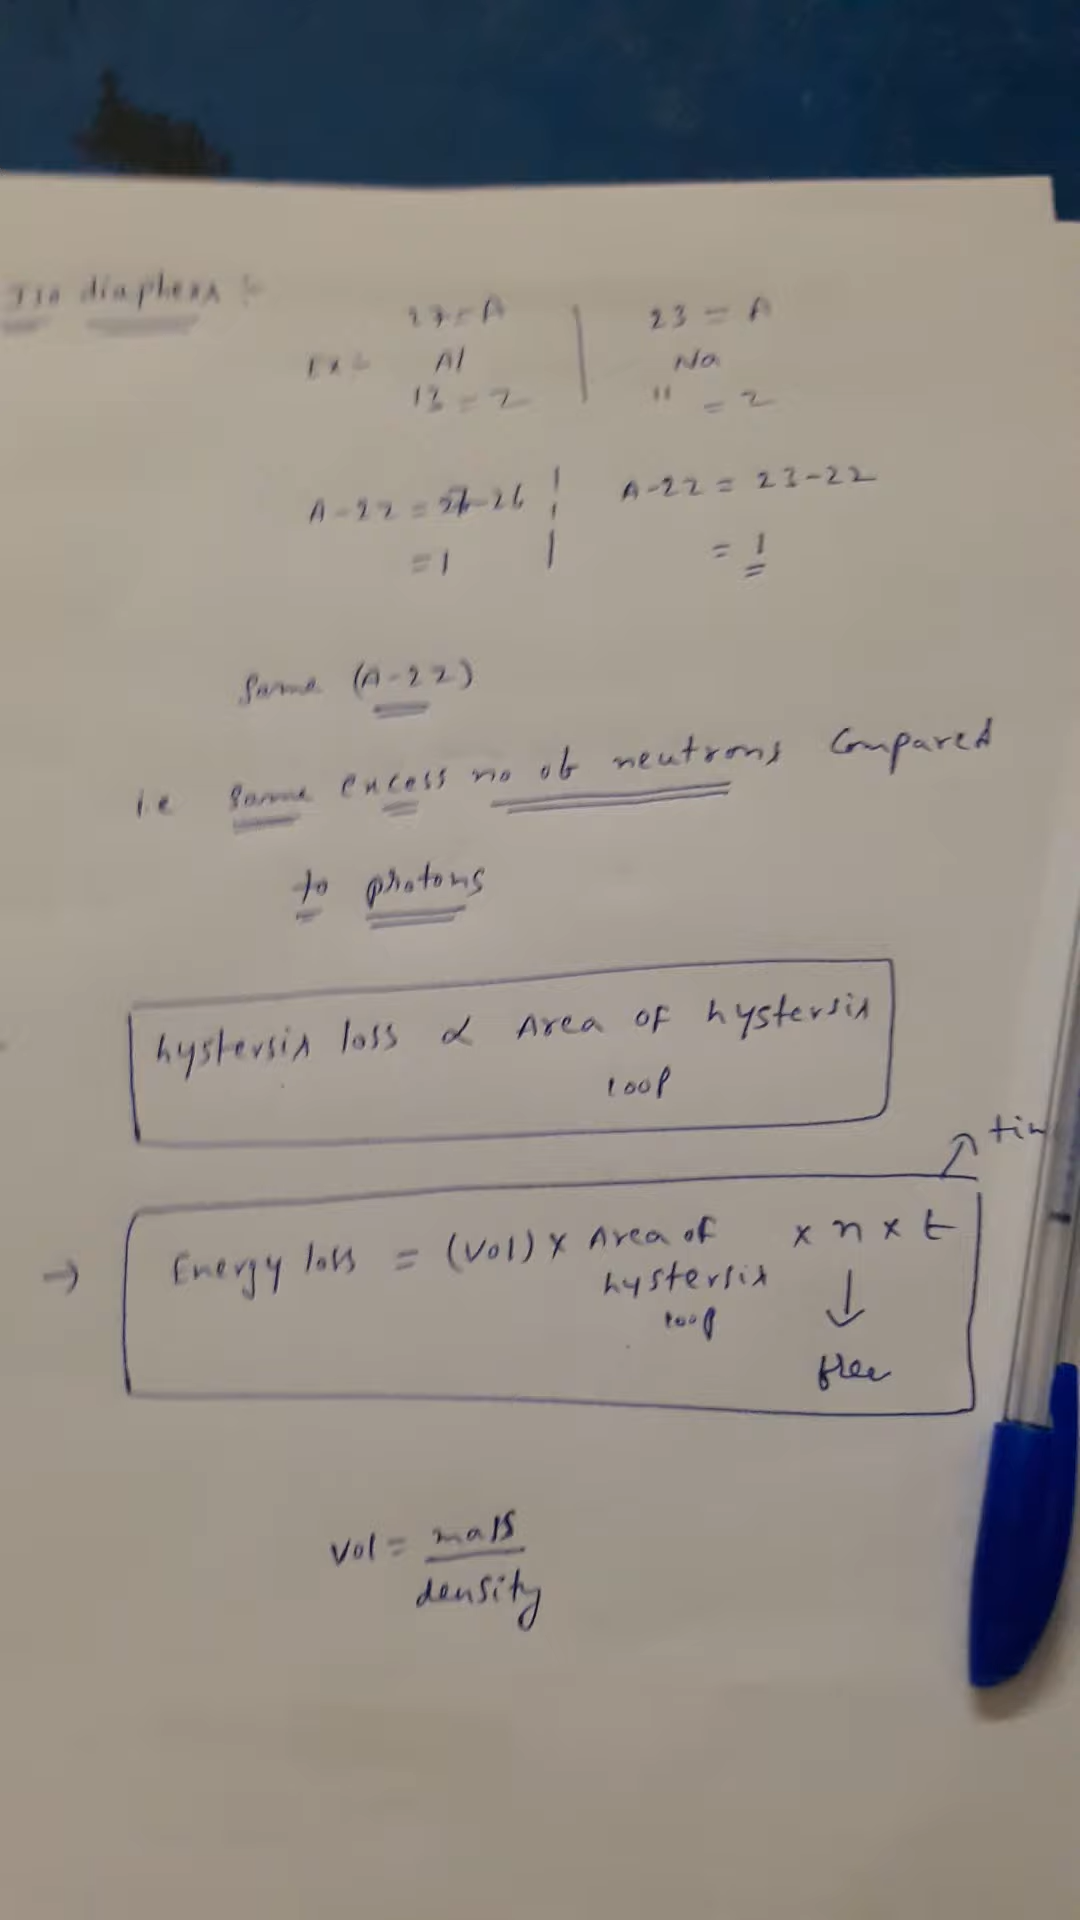 Iso diaphers :-
27 = A | 23 = A
Ex :- Al | Na
13 = Z | 11 = Z
A-2Z = 27-26 | A-2Z = 23-22
= 1 | = 1
Same (A-2Z)
i.e same excess no of neutrons compared
to protons
hystersis loss ∝ Area of hystersis
loop
tim
→ Energy loss = (vol) × Area of × n × t
hystersis ↓
loop
vol = mass
density